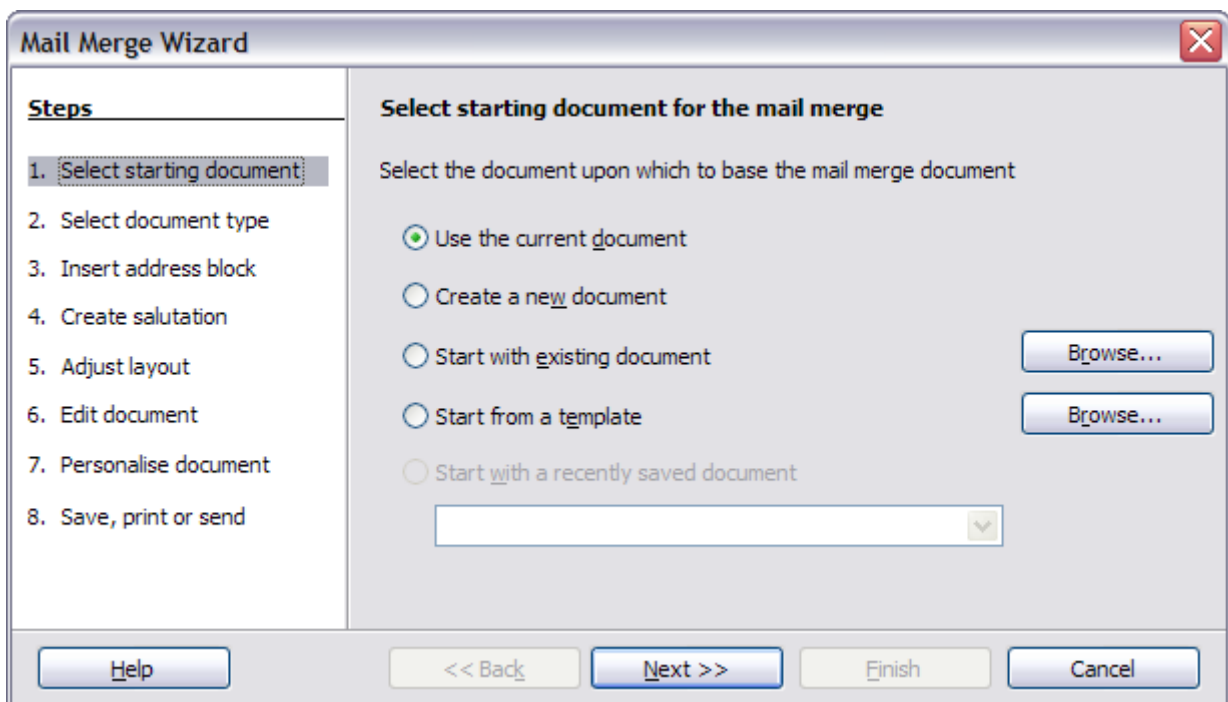 Mail Merge Wizard
Steps
1. Select starting document
2. Select document type
3. Insert address block
4. Create salutation
5. Adjust layout
6. Edit document
7. Personalise document
8. Save, print or send
Select starting document for the mail merge
Select the document upon which to base the mail merge document
Use the current document
Create a new document
Start with existing document
Browse...
Start from a template
Browse...
Start with a recently saved document
Help
<< Back
Next >>
Finish
Cancel